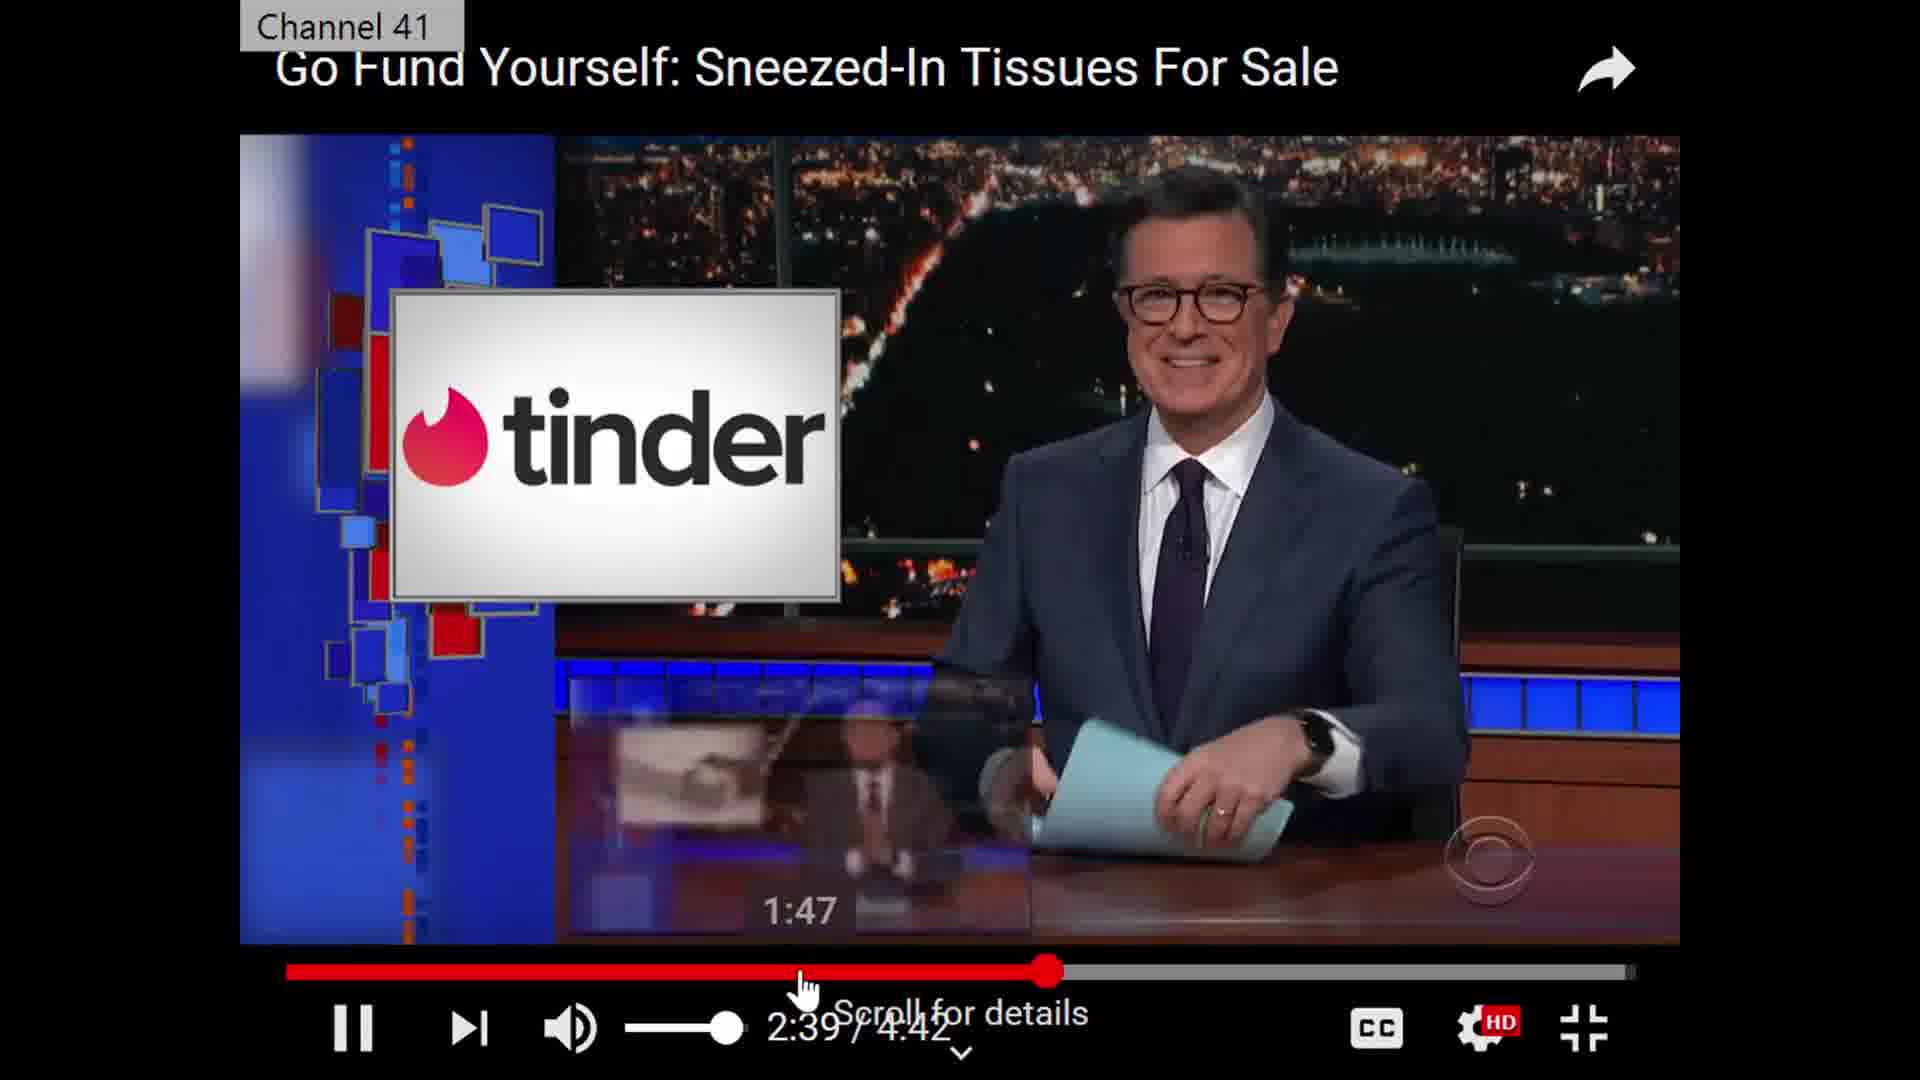 Channel 41
Go Fund Yourself: Sneezed-In Tissues For Sale
tinder
1:47
Scroll for details
2:39 / 4:42
CC
HD